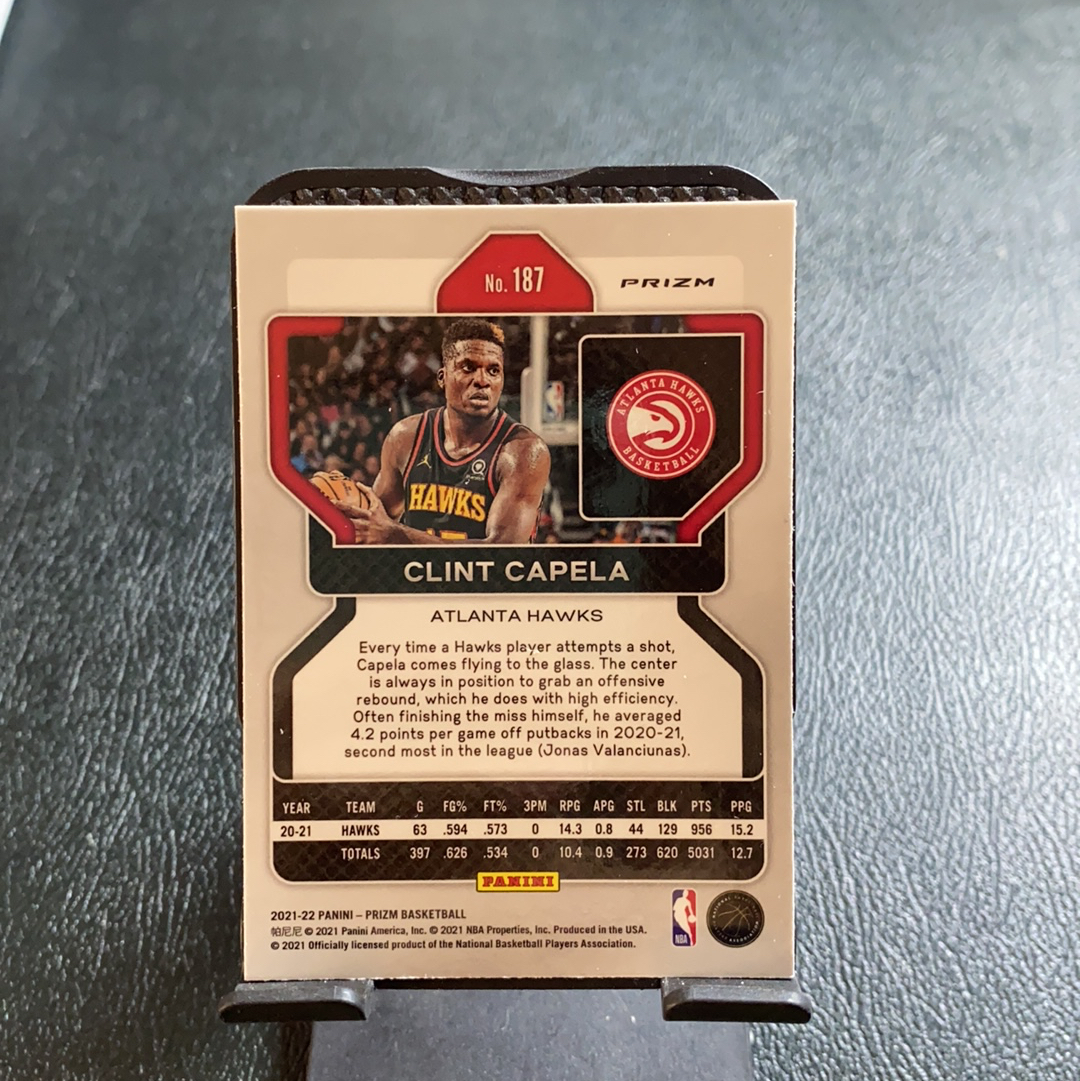 No. 187
PRIZM
ATLANTA HAWKS
BASKETBALL
HAWKS
CLINT CAPELA
ATLANTA HAWKS
Every time a Hawks player attempts a shot,
Capela comes flying to the glass. The center
is always in position to grab an offensive
rebound, which he does with high efficiency.
Often finishing the miss himself, he averaged
4.2 points per game off putbacks in 2020-21,
second most in the league (Jonas Valanciunas).
YEAR TEAM G FG% FT% 3PM RPG APG STL BLK PTS PPG
20-21 HAWKS 63 .594 .573 0 14.3 0.8 44 129 956 15.2
TOTALS 397 .626 .534 0 10.4 0.9 273 620 5031 12.7
PANINI
2021-22 PANINI – PRIZM BASKETBALL
帕尼尼 © 2021 Panini America, Inc. © 2021 NBA Properties, Inc. Produced in the USA.
© 2021 Officially licensed product of the National Basketball Players Association.
NBA